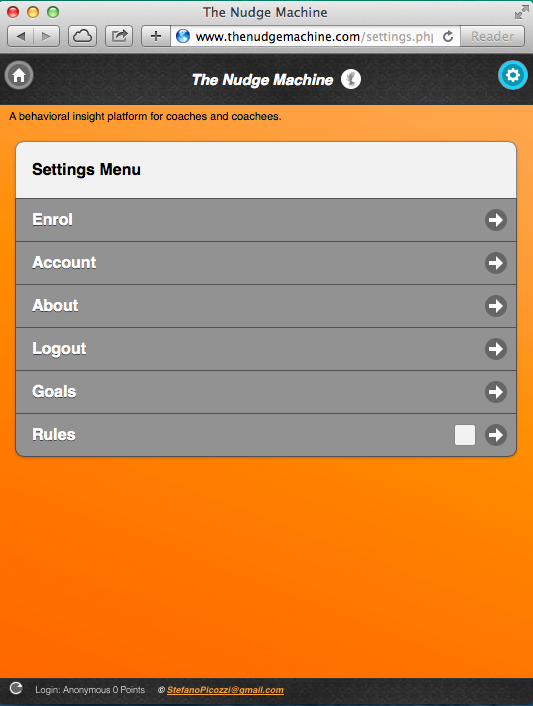 The Nudge Machine
www.thenudgemachine.com/settings.php
Reader
The Nudge Machine
A behavioral insight platform for coaches and coachees.
Settings Menu
Enrol
Account
About
Logout
Goals
Rules
Login: Anonymous 0 Points © StefanoPicozzi@gmail.com